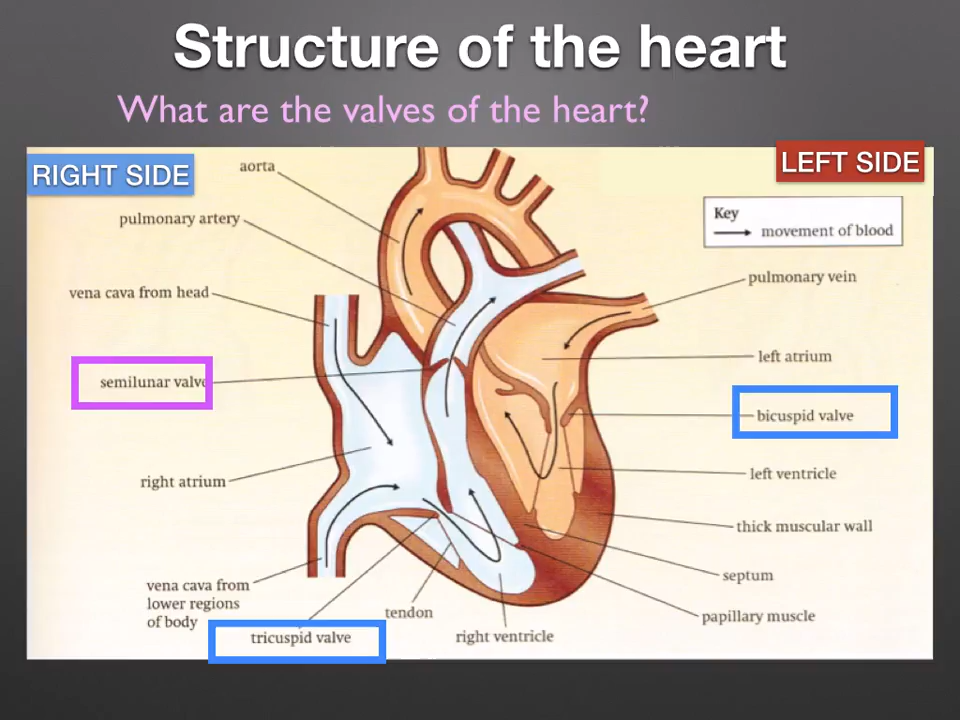 Structure of the heart
What are the valves of the heart?
RIGHT SIDE
LEFT SIDE
aorta
pulmonary artery
vena cava from head
semilunar valve
right atrium
vena cava from
lower regions
of body
tricuspid valve
tendon
right ventricle
Key
movement of blood
pulmonary vein
left atrium
bicuspid valve
left ventricle
thick muscular wall
septum
papillary muscle